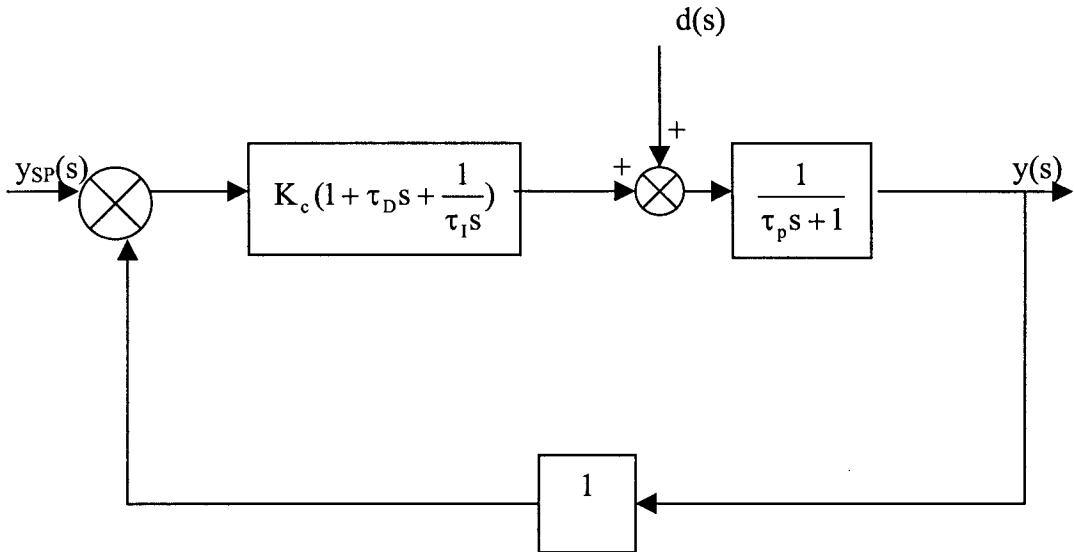 d(s)
+
y_SP(s)
+
K_c(1 + τ_D s + 1/(τ_I s))
1/(τ_p s + 1)
y(s)
1